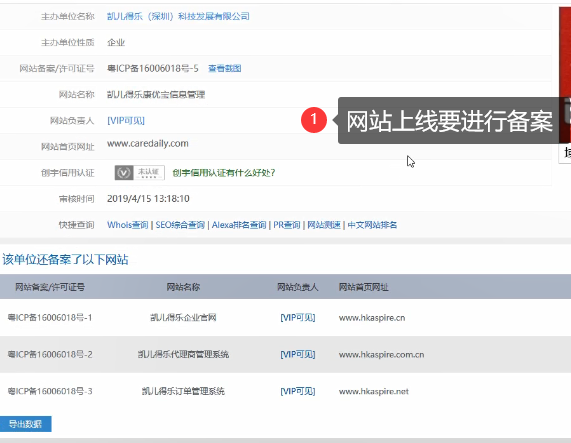 主办单位名称 凯儿得乐（深圳）科技发展有限公司
主办单位性质 企业
网站备案/许可证号 粤ICP备16006018号-5 查看截图
网站名称 凯儿得乐康优宝信息管理
网站负责人 [VIP可见]
1 网站上线要进行备案
网站首页网址 www.caredaily.com
创宇信用认证 未认证 创宇信用认证有什么好处?
审核时间 2019/4/15 13:18:10
快捷查询 Whois查询 | SEO综合查询 | Alexa排名查询 | PR查询 | 网站测速 | 中文网站排名
该单位还备案了以下网站
网站备案/许可证号 网站名称 网站负责人 网站首页网址
粤ICP备16006018号-1 凯儿得乐企业官网 [VIP可见] www.hkaspire.cn
粤ICP备16006018号-2 凯儿得乐代理商管理系统 [VIP可见] www.hkaspire.com.cn
粤ICP备16006018号-3 凯儿得乐订单管理系统 [VIP可见] www.hkaspire.net
导出数据